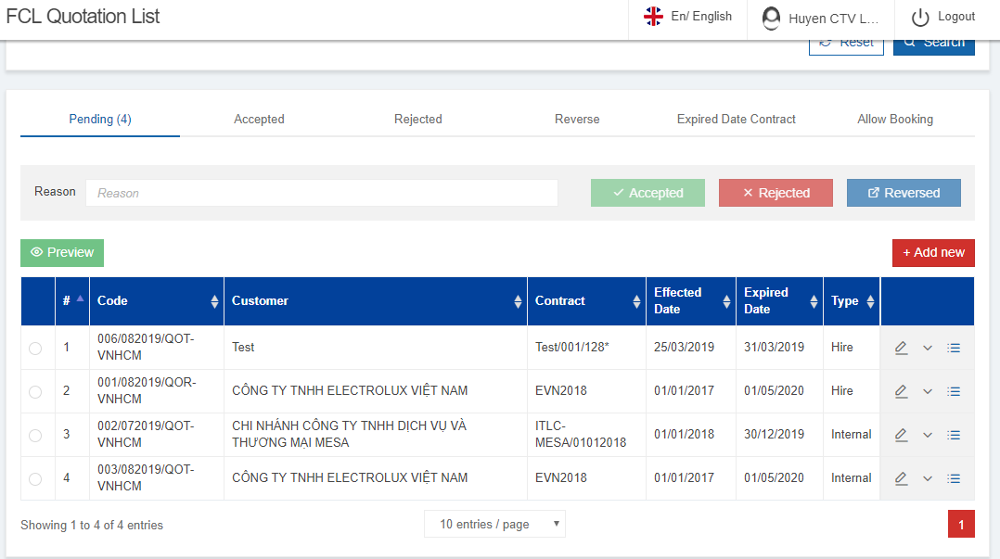 FCL Quotation List
En/ English
Huyen CTV L...
Logout
Reset
Search
Pending (4)
Accepted
Rejected
Reverse
Expired Date Contract
Allow Booking
Reason
Reason
Accepted
Rejected
Reversed
Preview
+ Add new
# Code Customer Contract Effected Date Expired Date Type
1 006/082019/QOT-VNHCM Test Test/001/128* 25/03/2019 31/03/2019 Hire
2 001/082019/QOR-VNHCM CÔNG TY TNHH ELECTROLUX VIỆT NAM EVN2018 01/01/2017 01/05/2020 Hire
3 002/072019/QOT-VNHCM CHI NHÁNH CÔNG TY TNHH DỊCH VỤ VÀ THƯƠNG MẠI MESA ITLC-MESA/01012018 01/01/2018 30/12/2019 Internal
4 003/082019/QOT-VNHCM CÔNG TY TNHH ELECTROLUX VIỆT NAM EVN2018 01/01/2017 01/05/2020 Internal
Showing 1 to 4 of 4 entries
10 entries / page
1